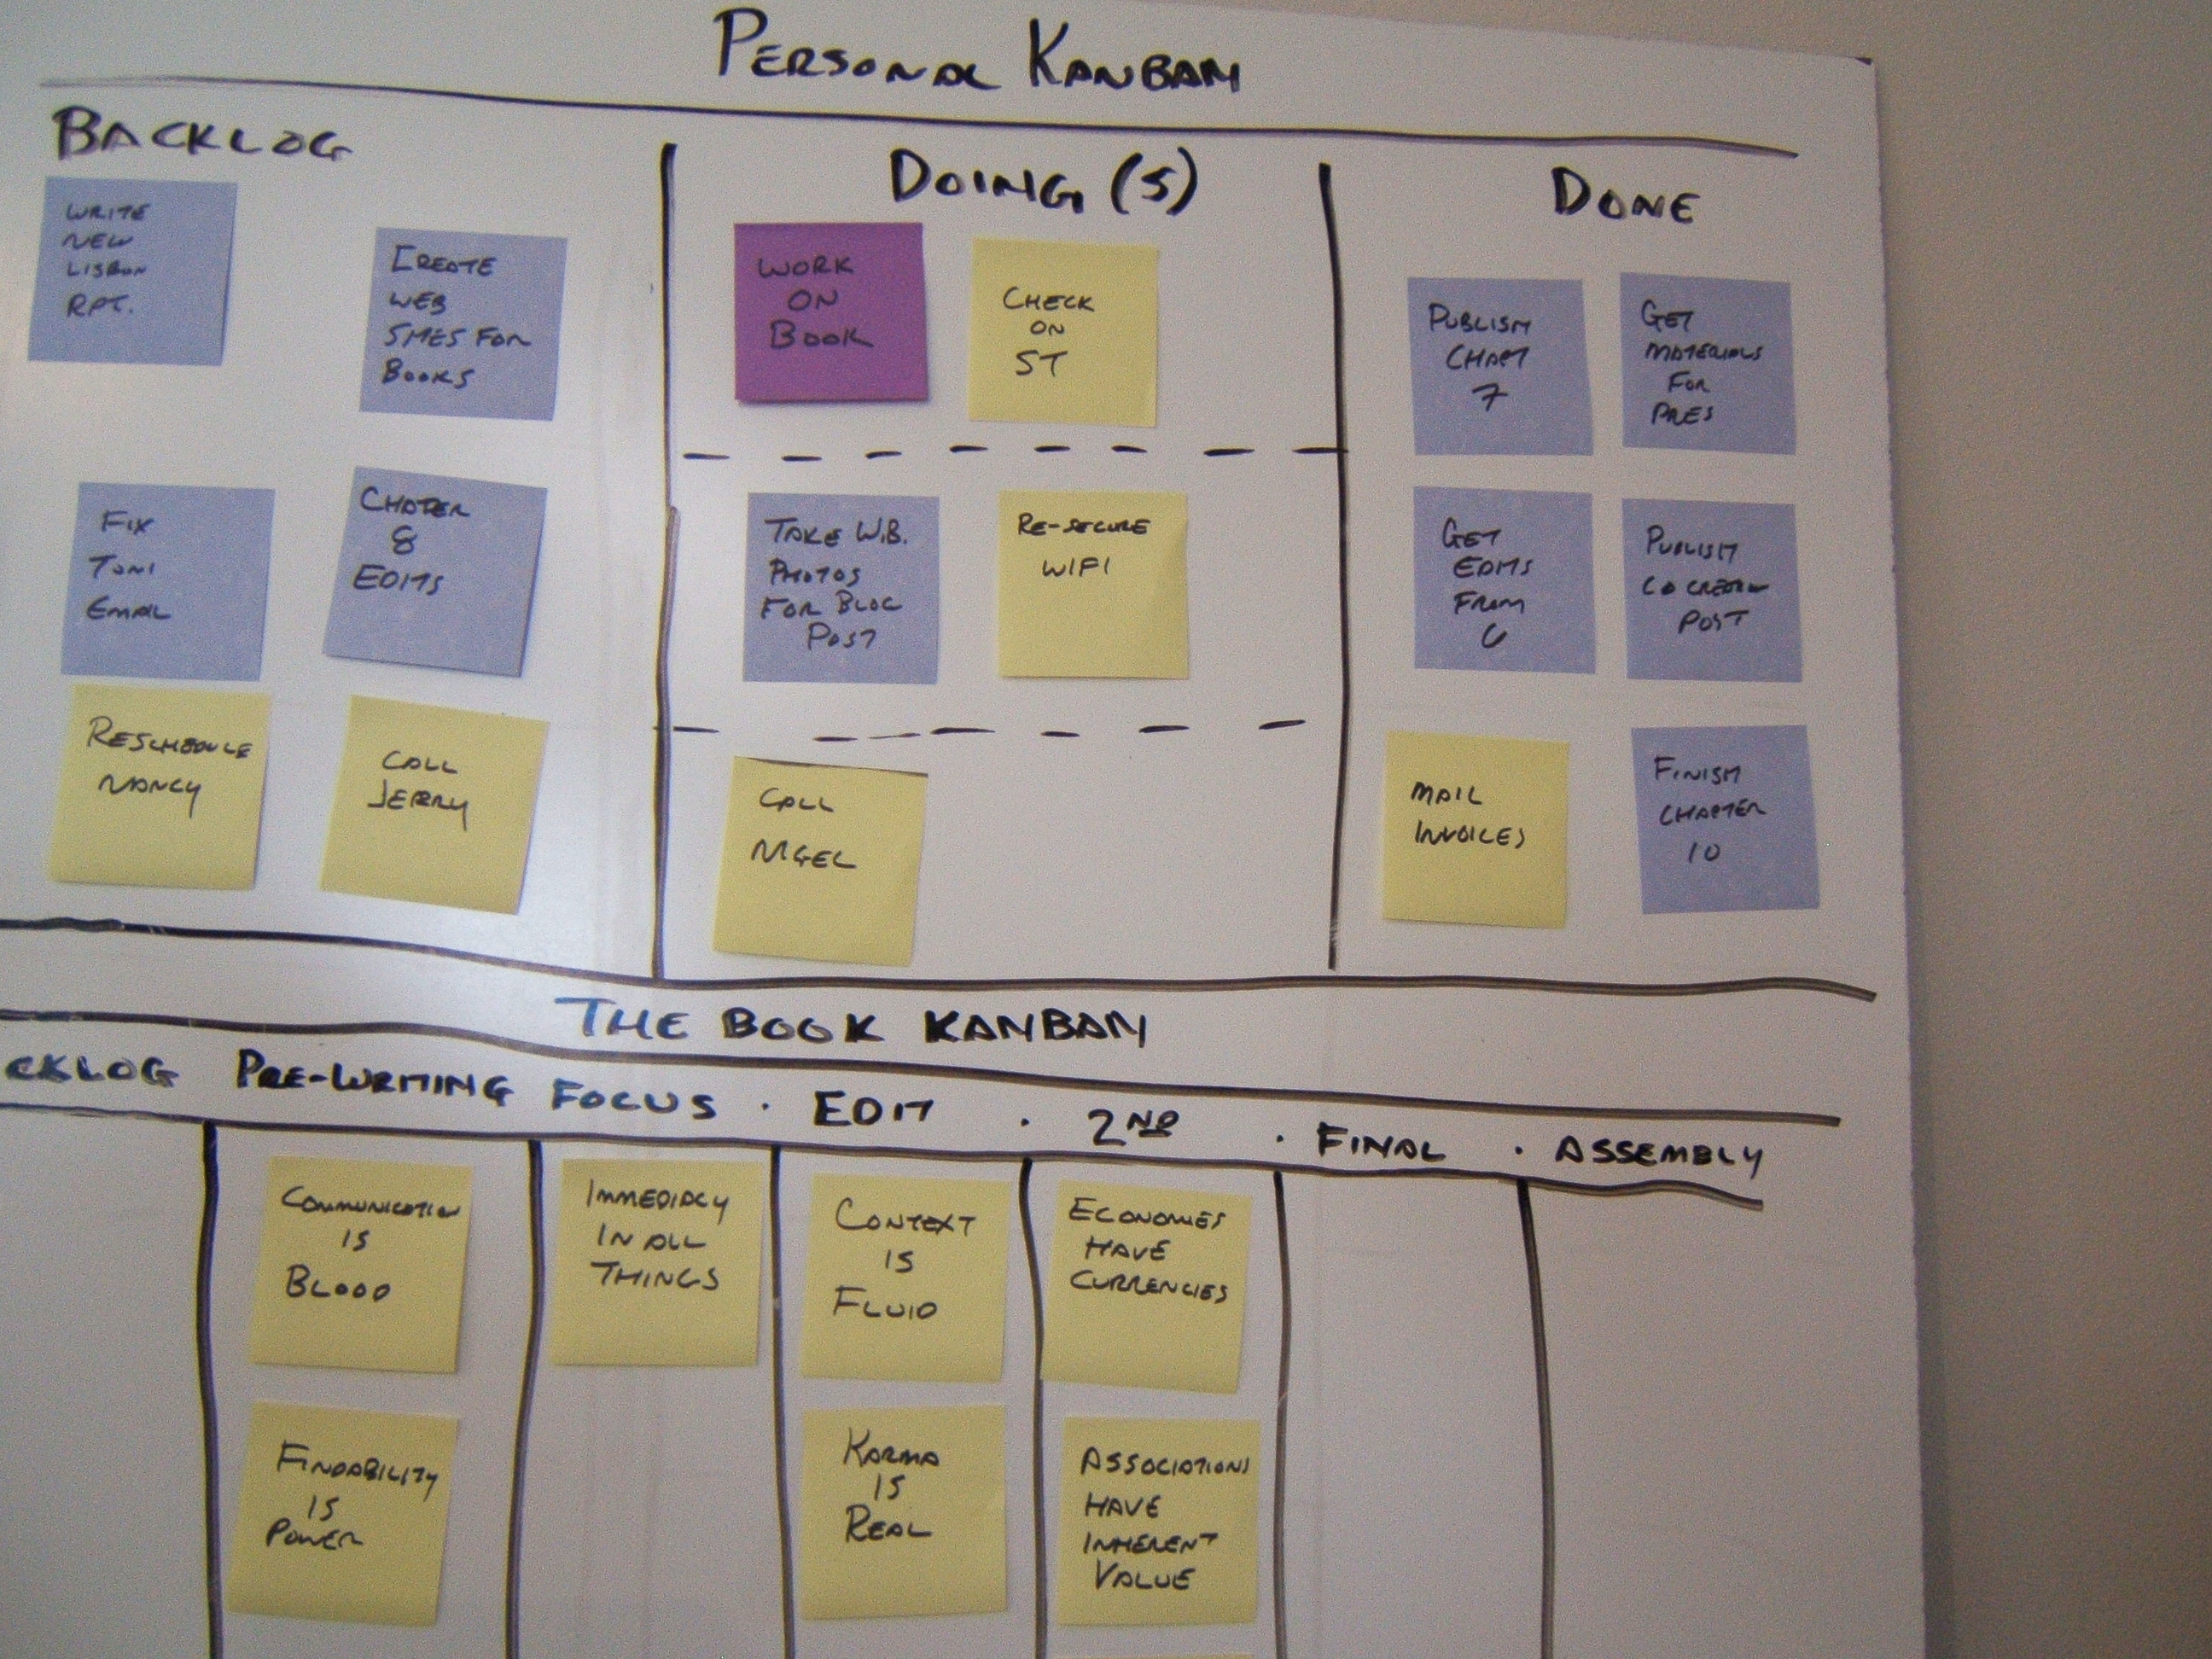 PERSONAL KANBAN
BACKLOG
WRITE
NEW
LISBON
RPT.
CREATE
WEB
SITES FOR
BOOKS
FIX
TONI
EMAIL
CHAPTER
8
EDITS
RESCHEDULE
NANCY
CALL
JERRY
DOING (5)
WORK
ON
BOOK
CHECK
ON
ST
TAKE W.B.
PHOTOS
FOR BLOG
POST
RE-SECURE
WIFI
CALL
NIGEL
DONE
PUBLISH
CHAPT
7
GET
MATERIALS
FOR
PRES
GET
EDITS
FROM
6
PUBLISH
CO CREATION
POST
MAIL
INVOICES
FINISH
CHAPTER
10
THE BOOK KANBAN
CKLOG PRE-WRITING FOCUS · EDIT · 2ND · FINAL · ASSEMBLY
COMMUNICATION
IS
BLOOD
FINDABILITY
IS
POWER
IMMEDIACY
IN ALL
THINGS
CONTEXT
IS
FLUID
KARMA
IS
REAL
ECONOMIES
HAVE
CURRENCIES
ASSOCIATIONS
HAVE
INHERENT
VALUE